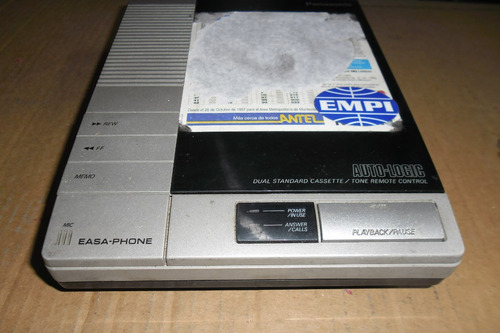 Panasonic
Más cerca de todos ANTEL
EMPI
▶▶ REW
◀◀ FF
MEMO
AUTO-LOGIC
DUAL STANDARD CASSETTE / TONE REMOTE CONTROL
POWER
/IN USE
ANSWER
/CALLS
PLAYBACK/PAUSE
MIC
EASA-PHONE